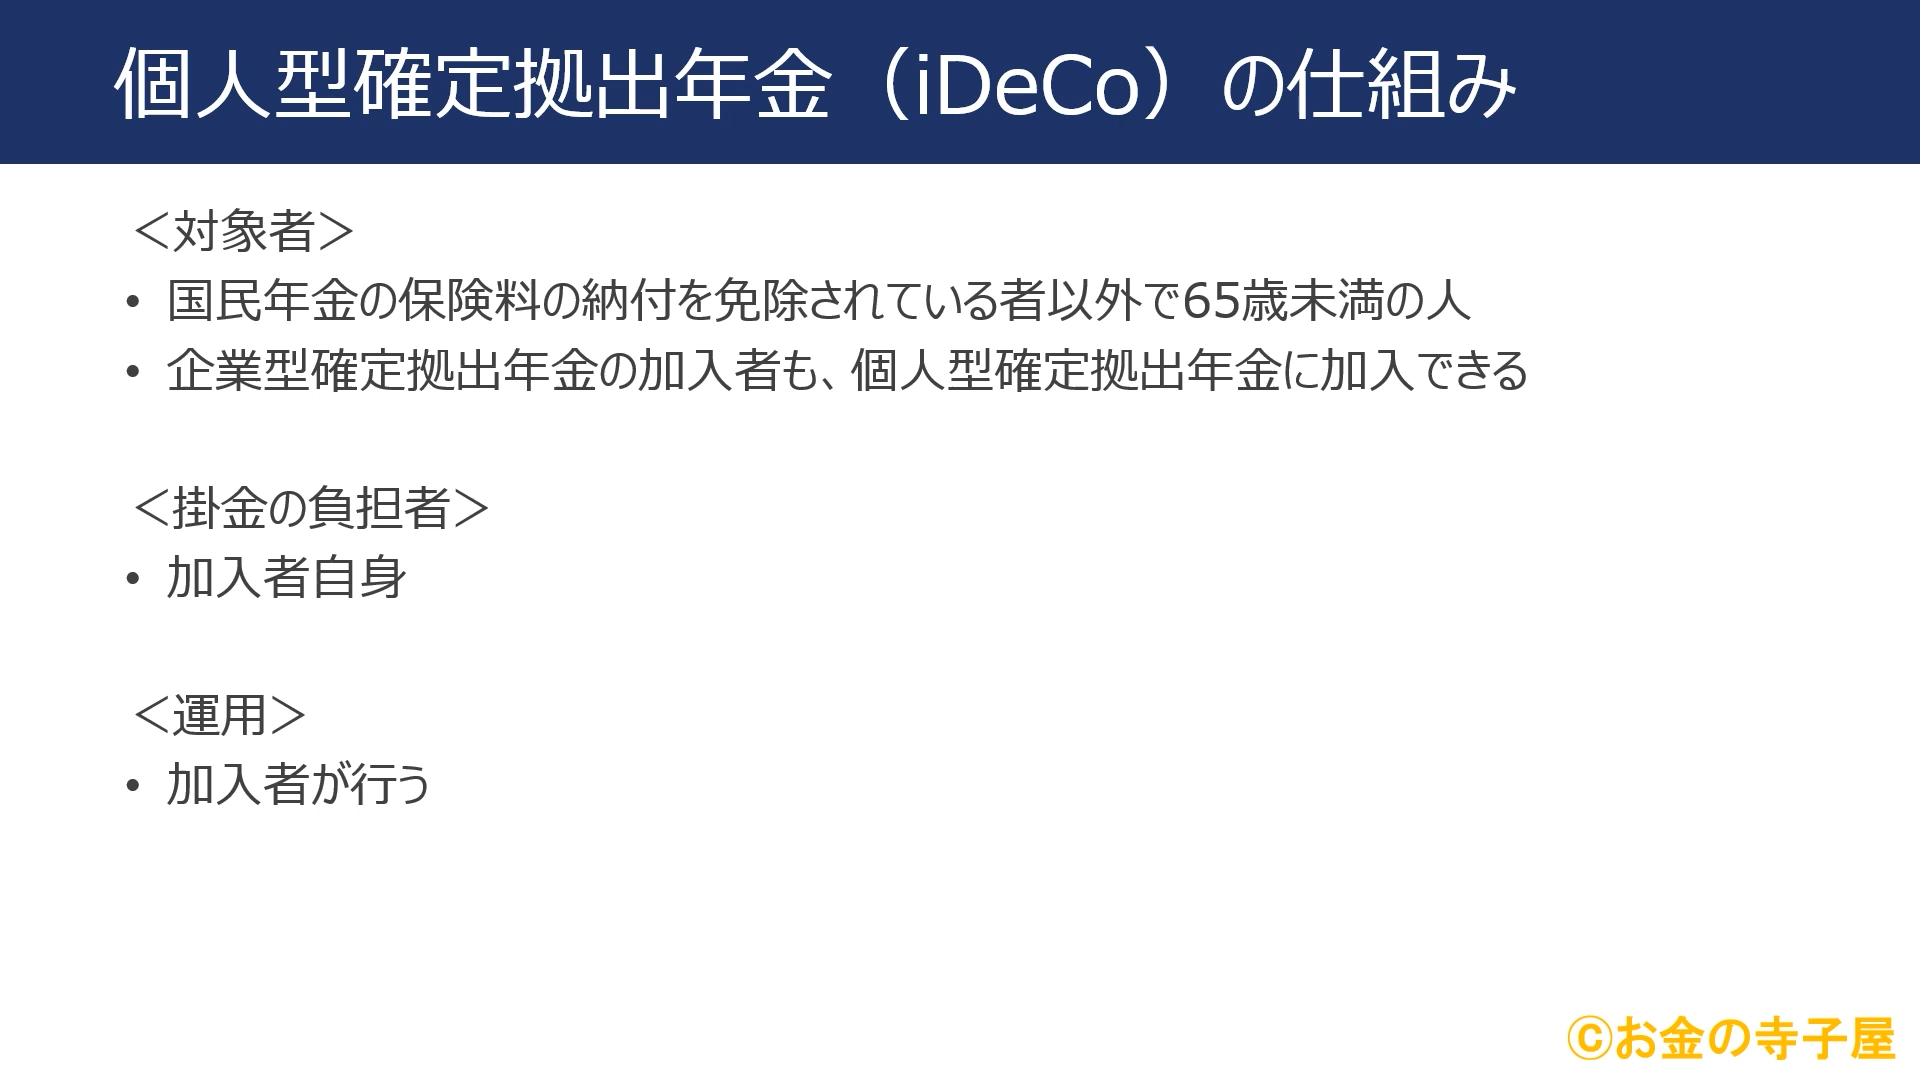 個人型確定拠出年金（iDeCo）の仕組み
＜対象者＞
• 国民年金の保険料の納付を免除されている者以外で65歳未満の人
• 企業型確定拠出年金の加入者も、個人型確定拠出年金に加入できる
＜掛金の負担者＞
• 加入者自身
＜運用＞
• 加入者が行う
©お金の寺子屋